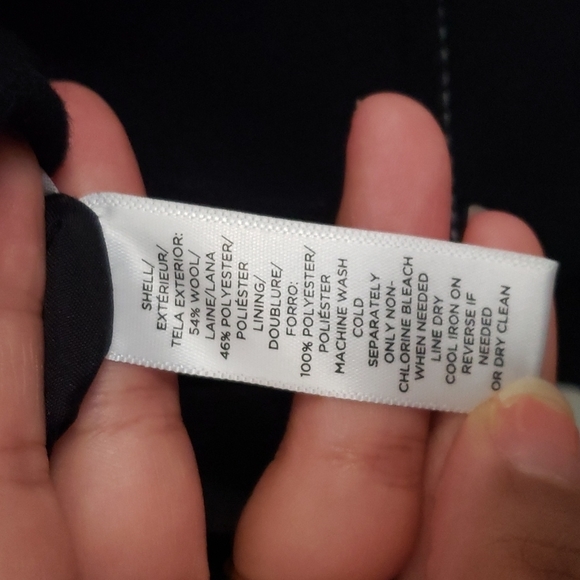 SHELL/
EXTÉRIEUR/
TELA EXTERIOR:
54% WOOL/
LAINE/LANA
46% POLYESTER/
POLIÉSTER
LINING/
DOUBLURE/
FORRO:
100% POLYESTER/
POLIÉSTER
MACHINE WASH
COLD
SEPARATELY
ONLY NON-
CHLORINE BLEACH
WHEN NEEDED
LINE DRY
COOL IRON ON
REVERSE IF
NEEDED
OR DRY CLEAN